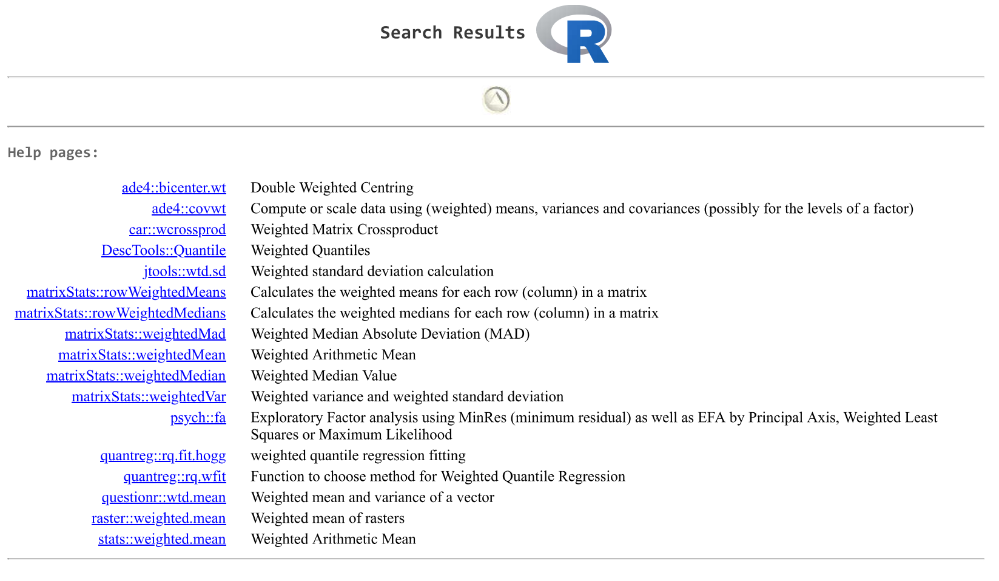 Search Results R
Help pages:
ade4::bicenter.wt Double Weighted Centring
ade4::covwt Compute or scale data using (weighted) means, variances and covariances (possibly for the levels of a factor)
car::wcrossprod Weighted Matrix Crossproduct
DescTools::Quantile Weighted Quantiles
jtools::wtd.sd Weighted standard deviation calculation
matrixStats::rowWeightedMeans Calculates the weighted means for each row (column) in a matrix
matrixStats::rowWeightedMedians Calculates the weighted medians for each row (column) in a matrix
matrixStats::weightedMad Weighted Median Absolute Deviation (MAD)
matrixStats::weightedMean Weighted Arithmetic Mean
matrixStats::weightedMedian Weighted Median Value
matrixStats::weightedVar Weighted variance and weighted standard deviation
psych::fa Exploratory Factor analysis using MinRes (minimum residual) as well as EFA by Principal Axis, Weighted Least
Squares or Maximum Likelihood
quantreg::rq.fit.hogg weighted quantile regression fitting
quantreg::rq.wfit Function to choose method for Weighted Quantile Regression
questionr::wtd.mean Weighted mean and variance of a vector
raster::weighted.mean Weighted mean of rasters
stats::weighted.mean Weighted Arithmetic Mean